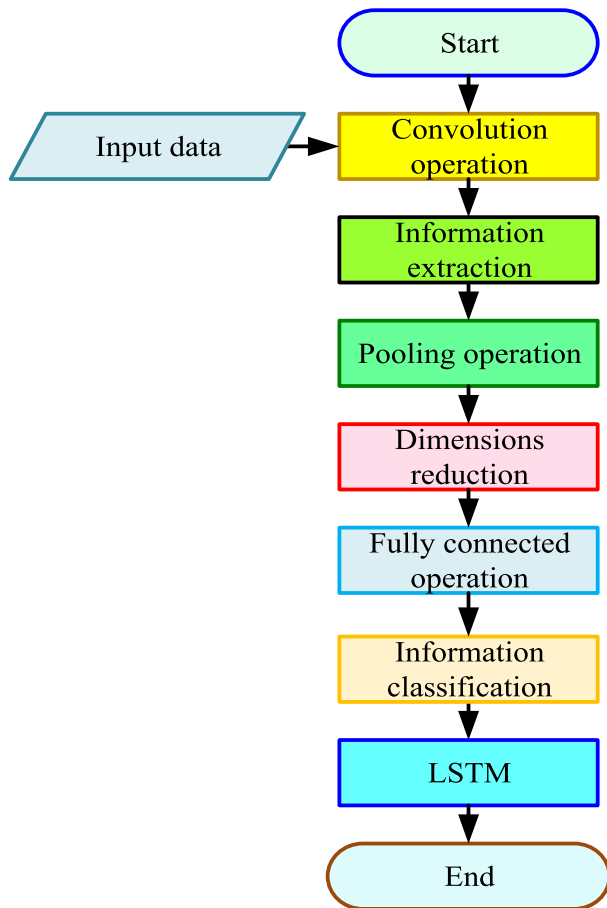 Start
Input data
Convolution
operation
Information
extraction
Pooling operation
Dimensions
reduction
Fully connected
operation
Information
classification
LSTM
End